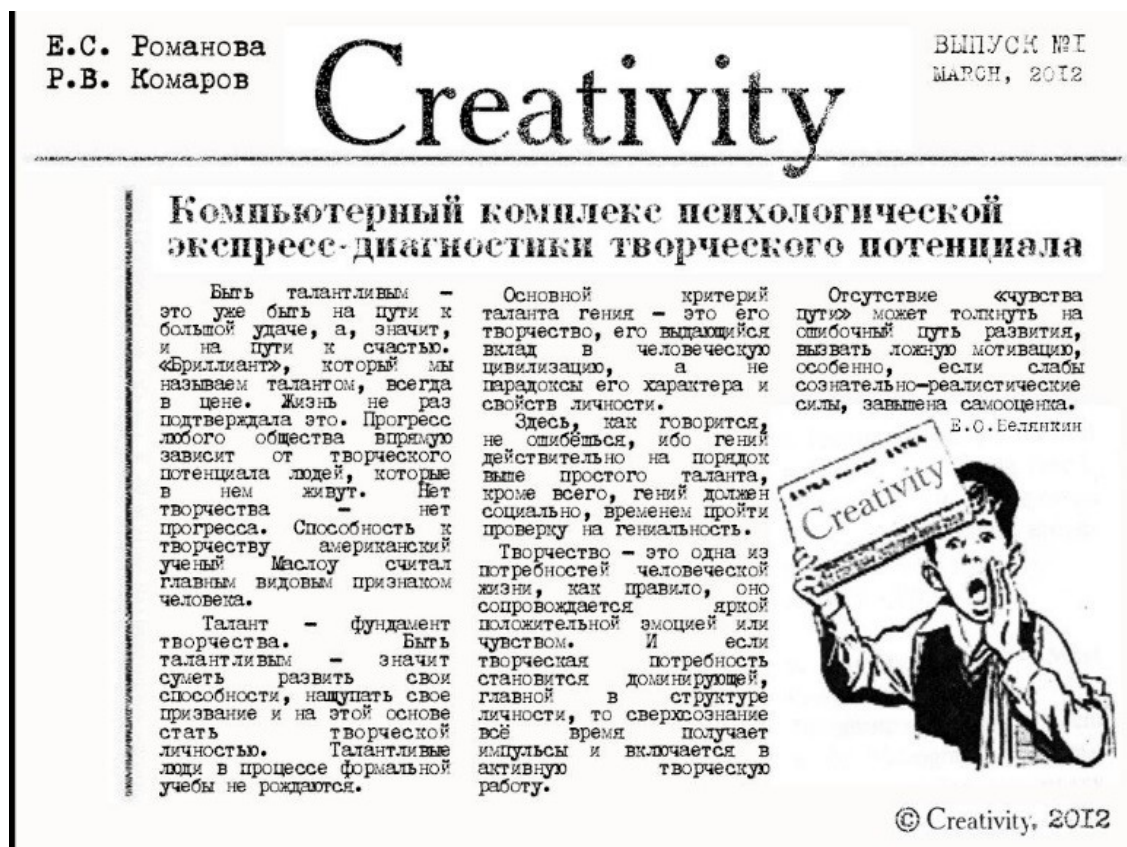 Е.С. Романова
Р.В. Комаров
Creativity
ВЫПУСК №I
MARCH, 2012
Компьютерный комплекс психологической
экспресс-диагностики творческого потенциала
Быть талантливым –
это уже быть на пути к
большой удаче, а, значит,
и на пути к счастью.
«Бриллиант», который мы
называем талантом, всегда
в цене. Жизнь не раз
подтверждала это. Прогресс
любого общества впрямую
зависит от творческого
потенциала людей, которые
в нем живут. Нет
творчества – нет
прогресса. Способность к
творчеству американский
ученый Маслоу считал
главным видовым признаком
человека.
Талант – фундамент
творчества. Быть
талантливым – значит
суметь развить свои
способности, нащупать свое
призвание и на этой основе
стать творческой
личностью. Талантливые
люди в процессе формальной
учебы не рождаются.
Основной критерий
таланта гения – это его
творчество, его выдающийся
вклад в человеческую
цивилизацию, а не
парадоксы его характера и
свойств личности.
Здесь, как говорится,
не ошибёшься, ибо гений
действительно на порядок
выше простого таланта,
кроме всего, гений должен
социально, временем пройти
проверку на гениальность.
Творчество – это одна из
потребностей человеческой
жизни, как правило, оно
сопровождается яркой
положительной эмоцией или
чувством. И если
творческая потребность
становится доминирующей,
главной в структуре
личности, то сверхсознание
всё время получает
импульсы и включается в
активную творческую
работу.
Отсутствие «чувства
пути» может толкнуть на
ошибочный путь развития,
вызвать ложную мотивацию,
особенно, если слабы
сознательно-реалистические
силы, завышена самооценка.
Е.О.Белянкин
Creativity
© Creativity, 2012